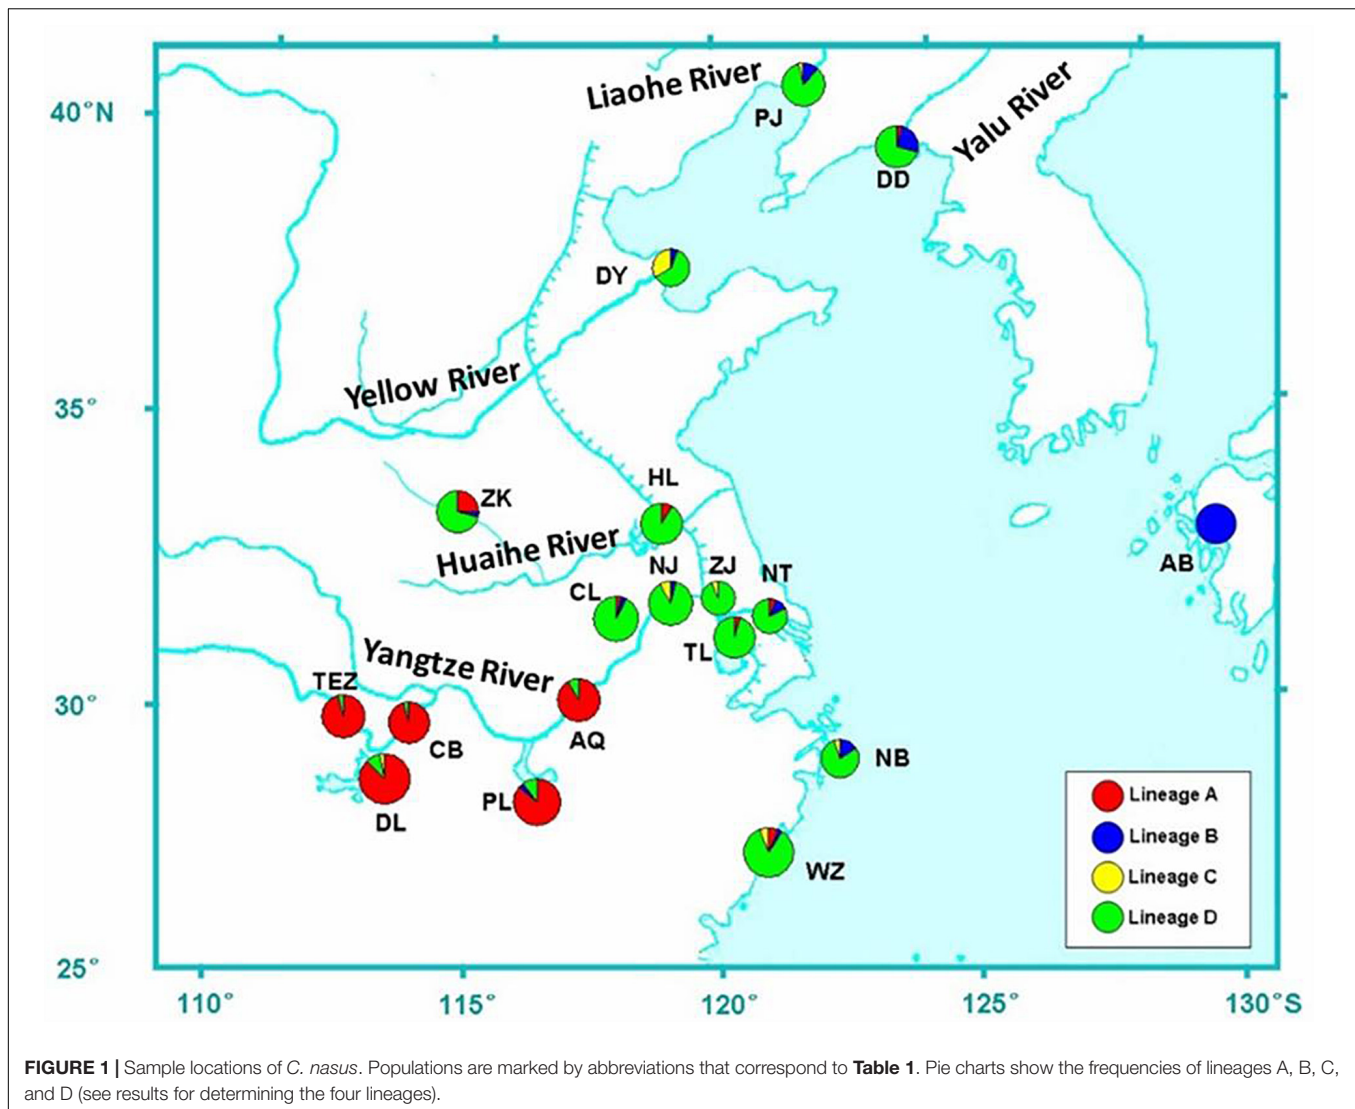 Liaohe River
Yalu River
40°N
PJ
DD
DY
Yellow River
35°
HL
ZK
Huaihe River
NJ
ZJ
NT
CL
AB
TL
Yangtze River
TEZ
30°
CB
AQ
NB
PL
DL
WZ
Lineage A
Lineage B
Lineage C
Lineage D
25°
110°
115°
120°
125°
130°S
FIGURE 1 | Sample locations of C. nasus. Populations are marked by abbreviations that correspond to Table 1. Pie charts show the frequencies of lineages A, B, C,
and D (see results for determining the four lineages).